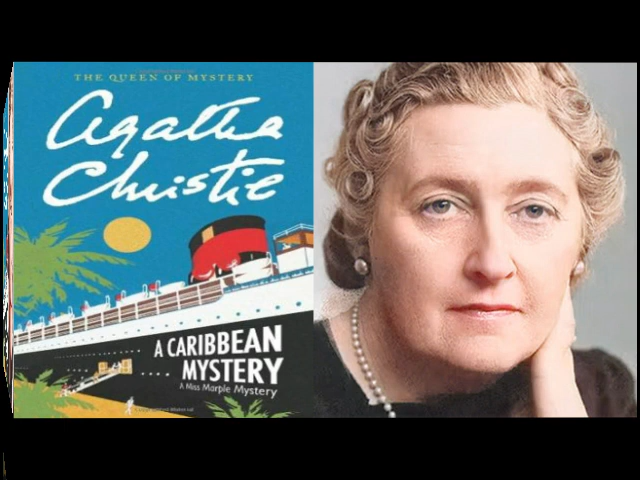 THE QUEEN OF MYSTERY
Agatha
Christie
A CARIBBEAN
MYSTERY
A Miss Marple Mystery